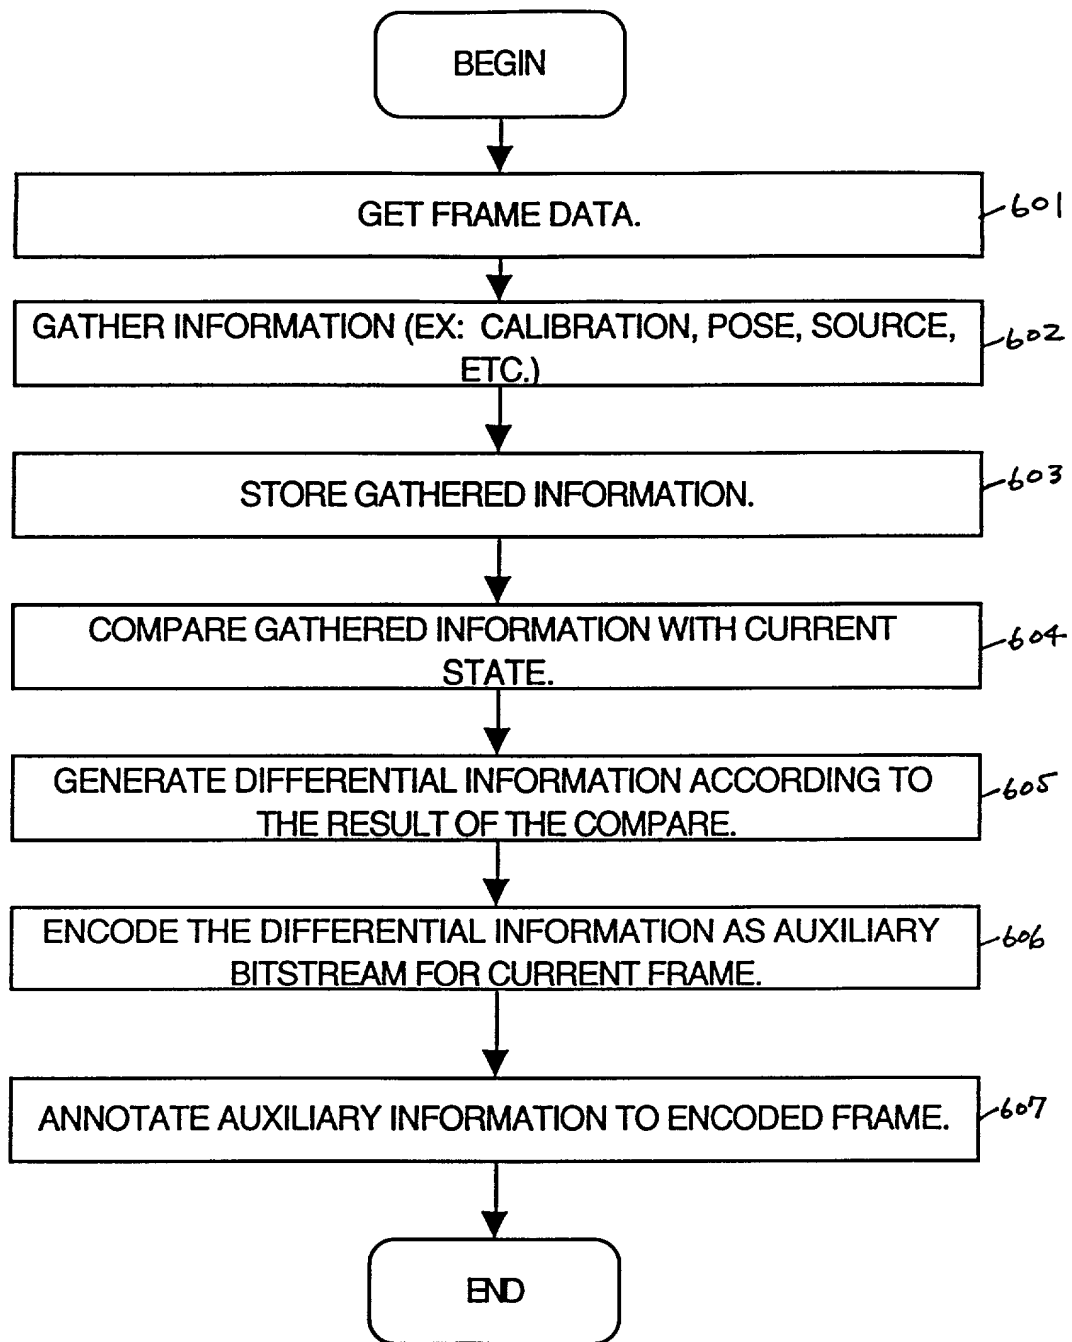 BEGIN
GET FRAME DATA.
601
GATHER INFORMATION (EX: CALIBRATION, POSE, SOURCE,
ETC.)
602
STORE GATHERED INFORMATION.
603
COMPARE GATHERED INFORMATION WITH CURRENT
STATE.
604
GENERATE DIFFERENTIAL INFORMATION ACCORDING TO
THE RESULT OF THE COMPARE.
605
ENCODE THE DIFFERENTIAL INFORMATION AS AUXILIARY
BITSTREAM FOR CURRENT FRAME.
606
ANNOTATE AUXILIARY INFORMATION TO ENCODED FRAME.
607
END